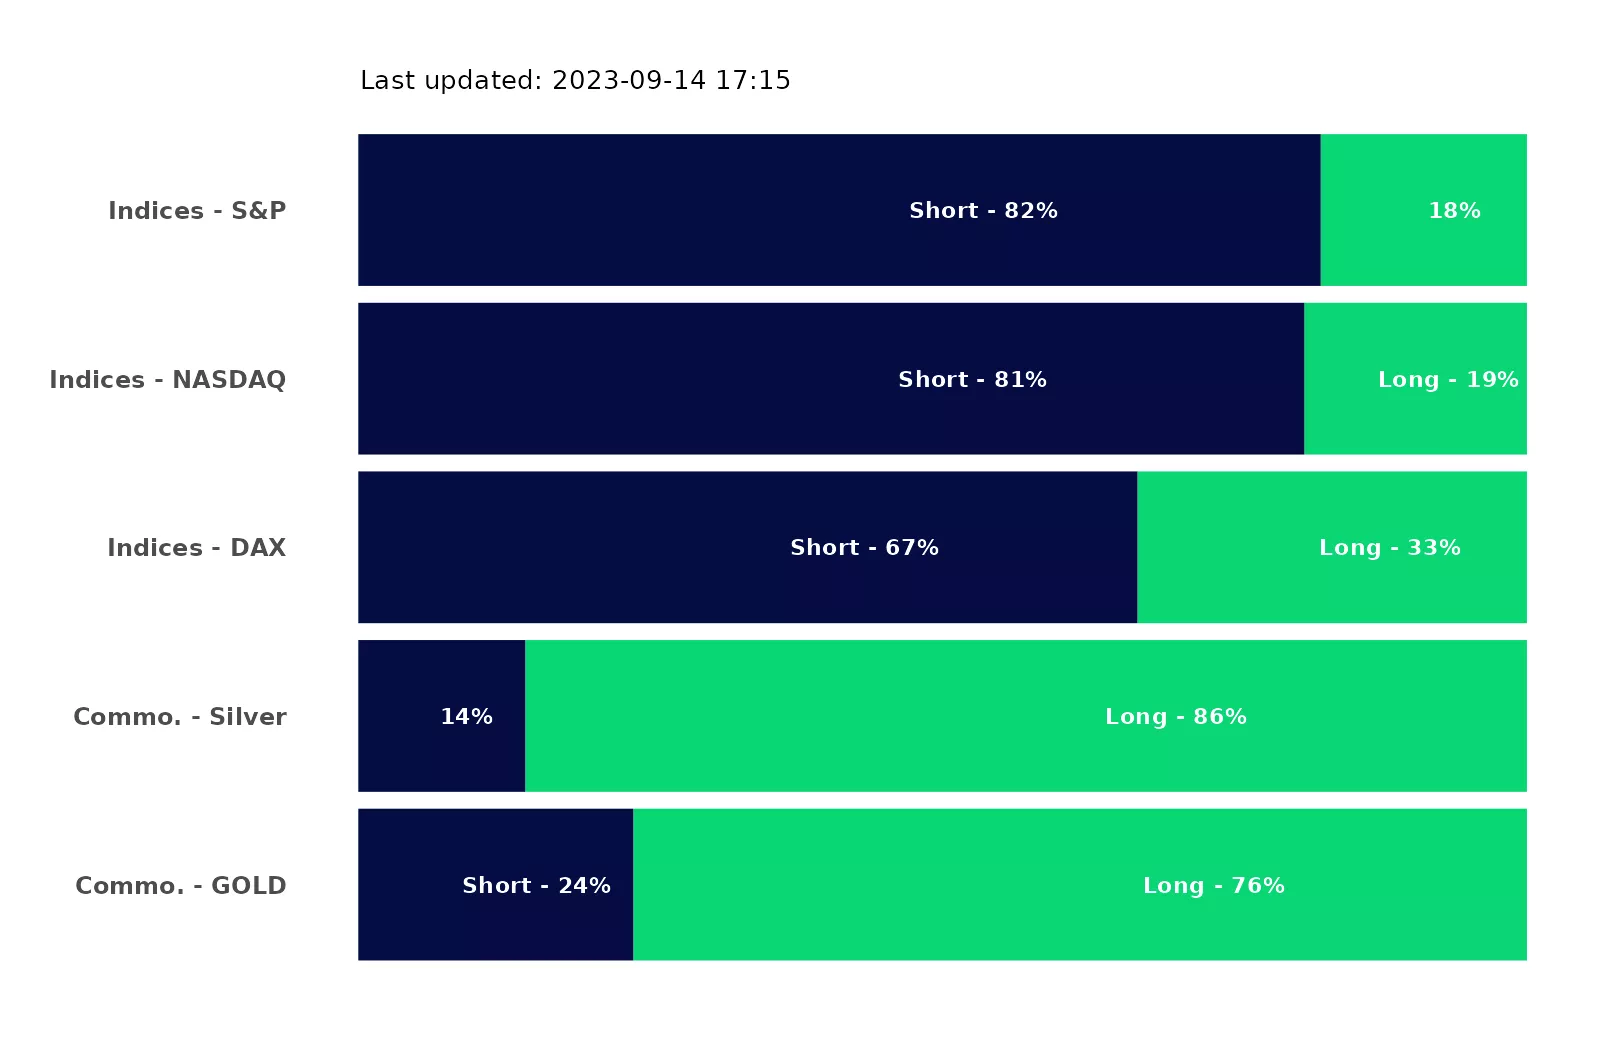 Last updated: 2023-09-14 17:15
Indices - S&P Short - 82% 18%
Indices - NASDAQ Short - 81% Long - 19%
Indices - DAX Short - 67% Long - 33%
Commo. - Silver 14% Long - 86%
Commo. - GOLD Short - 24% Long - 76%